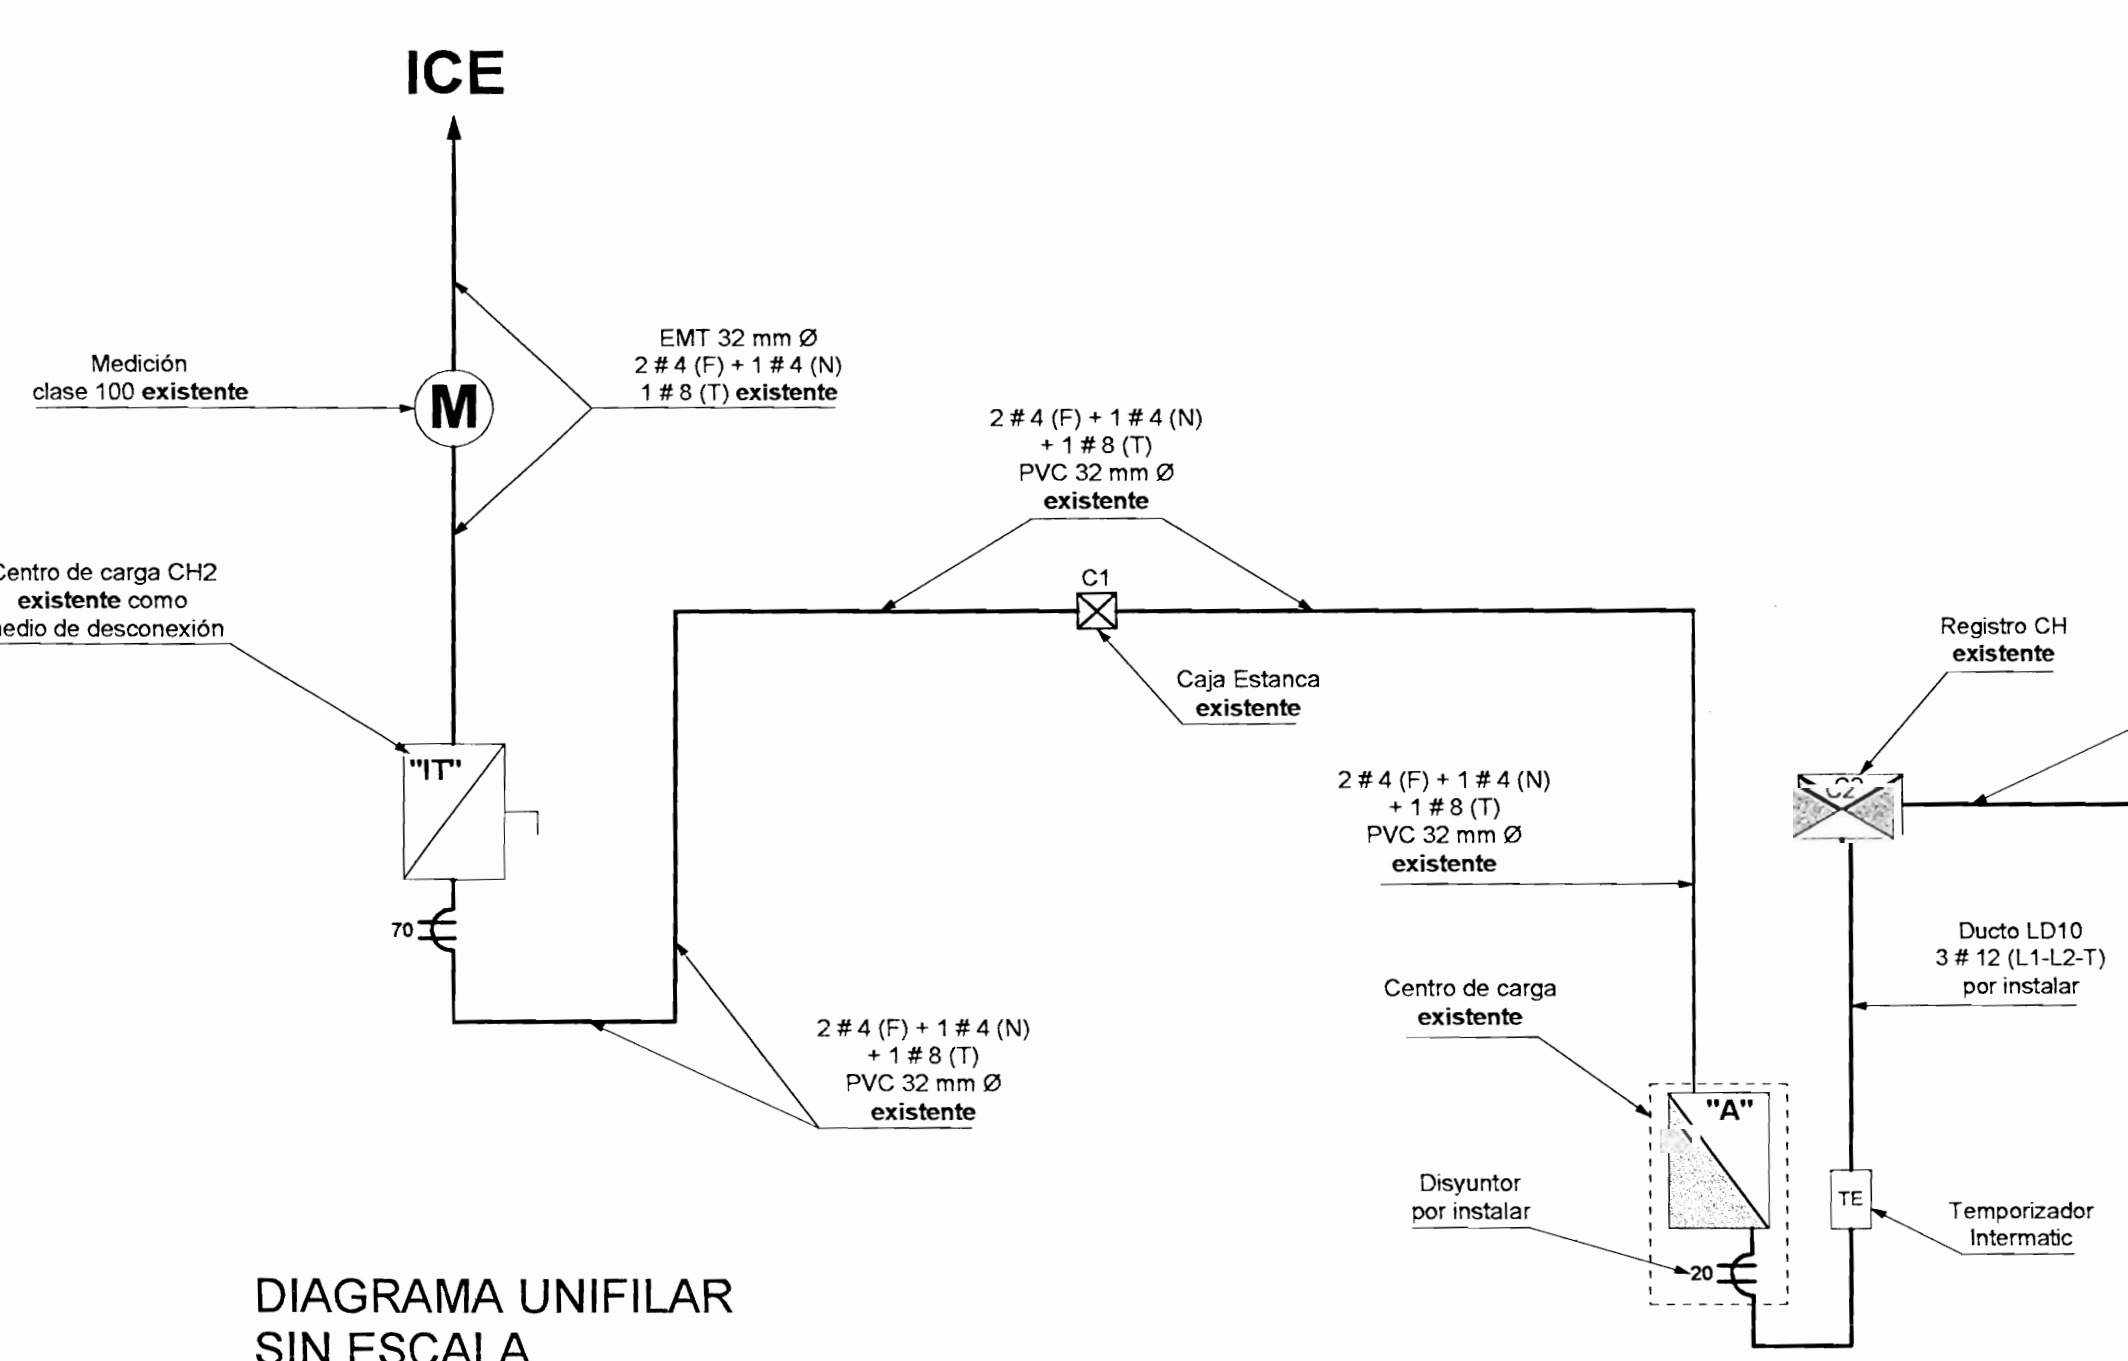 ICE
Medición
clase 100 existente
M
EMT 32 mm Ø
2 # 4 (F) + 1 # 4 (N)
1 # 8 (T) existente
2 # 4 (F) + 1 # 4 (N)
+ 1 # 8 (T)
PVC 32 mm Ø
existente
Centro de carga CH2
existente como
medio de desconexión
C1
Caja Estanca
existente
Registro CH
existente
"IT"
C2
2 # 4 (F) + 1 # 4 (N)
+ 1 # 8 (T)
PVC 32 mm Ø
existente
70
Ducto LD10
3 # 12 (L1-L2-T)
por instalar
Centro de carga
existente
2 # 4 (F) + 1 # 4 (N)
+ 1 # 8 (T)
PVC 32 mm Ø
existente
"A"
Disyuntor
por instalar
TE
Temporizador
Intermatic
20
DIAGRAMA UNIFILAR
SIN ESCALA